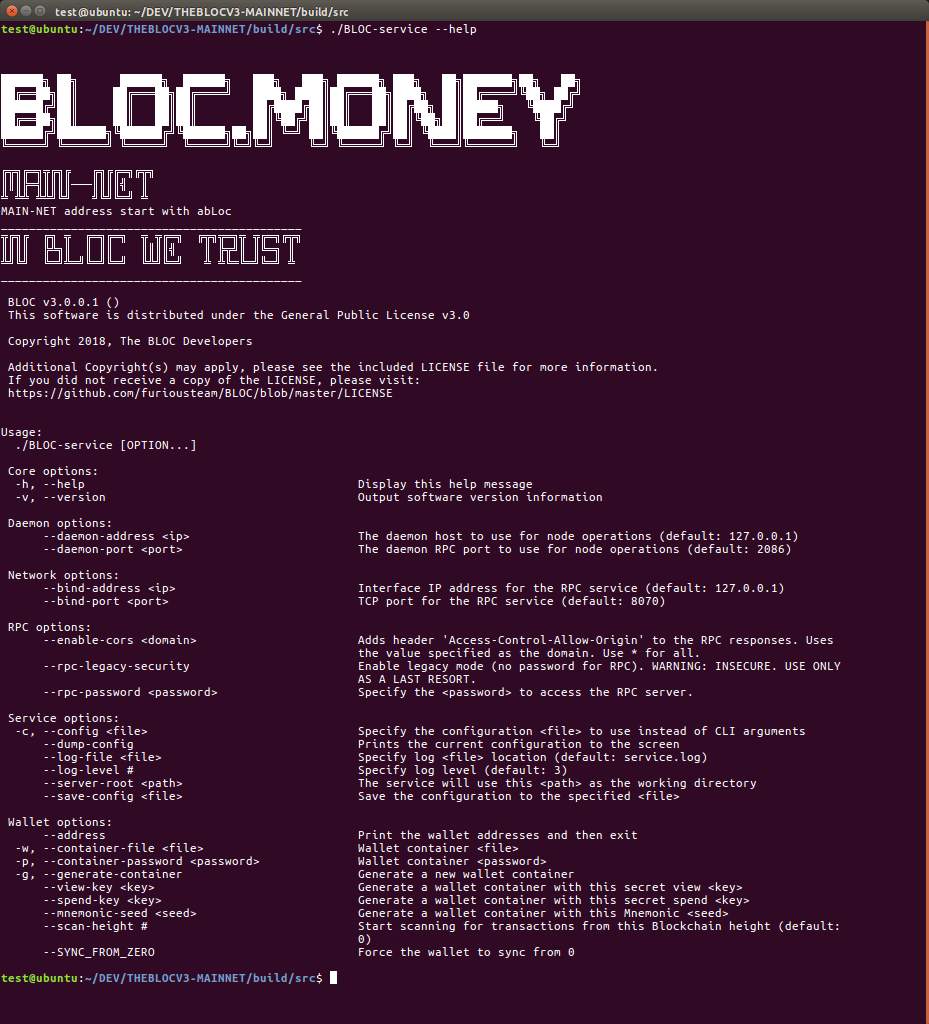 test@ubuntu: ~/DEV/THEBLOCV3-MAINNET/build/src
test@ubuntu:~/DEV/THEBLOCV3-MAINNET/build/src$ ./BLOC-service --help
BLOC.MONEY
MAIN-NET
MAIN-NET address start with abLoc
IN BLOC WE TRUST
BLOC v3.0.0.1 ()
This software is distributed under the General Public License v3.0
Copyright 2018, The BLOC Developers
Additional Copyright(s) may apply, please see the included LICENSE file for more information.
If you did not receive a copy of the LICENSE, please visit:
https://github.com/furiousteam/BLOC/blob/master/LICENSE
Usage:
./BLOC-service [OPTION...]
Core options:
-h, --help Display this help message
-v, --version Output software version information
Daemon options:
--daemon-address <ip> The daemon host to use for node operations (default: 127.0.0.1)
--daemon-port <port> The daemon RPC port to use for node operations (default: 2086)
Network options:
--bind-address <ip> Interface IP address for the RPC service (default: 127.0.0.1)
--bind-port <port> TCP port for the RPC service (default: 8070)
RPC options:
--enable-cors <domain> Adds header 'Access-Control-Allow-Origin' to the RPC responses. Uses
the value specified as the domain. Use * for all.
--rpc-legacy-security Enable legacy mode (no password for RPC). WARNING: INSECURE. USE ONLY
AS A LAST RESORT.
--rpc-password <password> Specify the <password> to access the RPC server.
Service options:
-c, --config <file> Specify the configuration <file> to use instead of CLI arguments
--dump-config Prints the current configuration to the screen
--log-file <file> Specify log <file> location (default: service.log)
--log-level # Specify log level (default: 3)
--server-root <path> The service will use this <path> as the working directory
--save-config <file> Save the configuration to the specified <file>
Wallet options:
--address Print the wallet addresses and then exit
-w, --container-file <file> Wallet container <file>
-p, --container-password <password> Wallet container <password>
-g, --generate-container Generate a new wallet container
--view-key <key> Generate a wallet container with this secret view <key>
--spend-key <key> Generate a wallet container with this secret spend <key>
--mnemonic-seed <seed> Generate a wallet container with this Mnemonic <seed>
--scan-height # Start scanning for transactions from this Blockchain height (default:
0)
--SYNC_FROM_ZERO Force the wallet to sync from 0
test@ubuntu:~/DEV/THEBLOCV3-MAINNET/build/src$